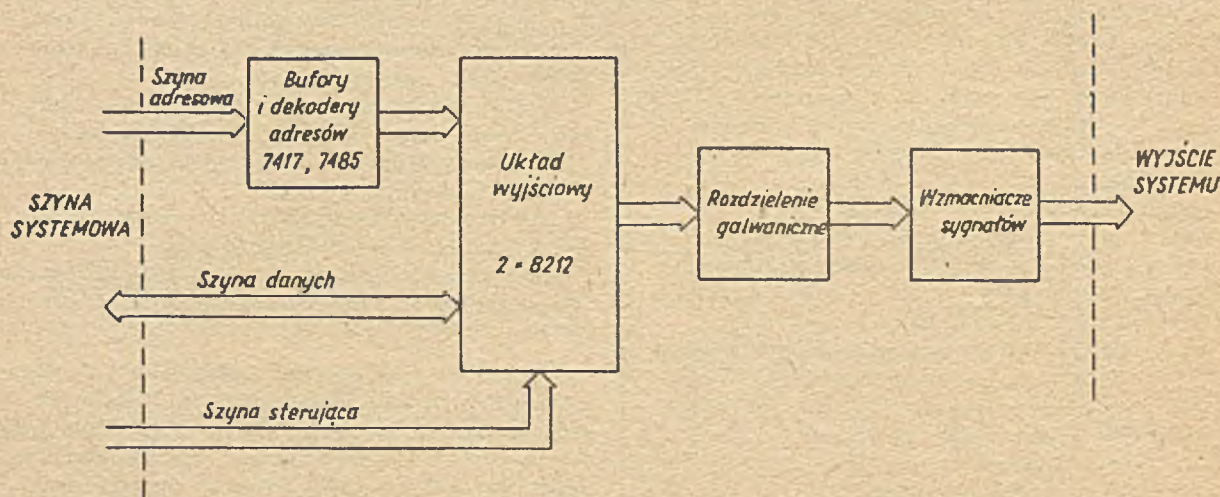 Szyna
adresowa
Bufory
i dekodery
adresów
7417, 7485
SZYNA
SYSTEMOWA
Układ
wyjściowy
2 × 8212
Rozdzielenie
galwaniczne
Wzmacniacze
sygnałów
WYJŚCIE
SYSTEMU
Szyna danych
Szyna sterująca